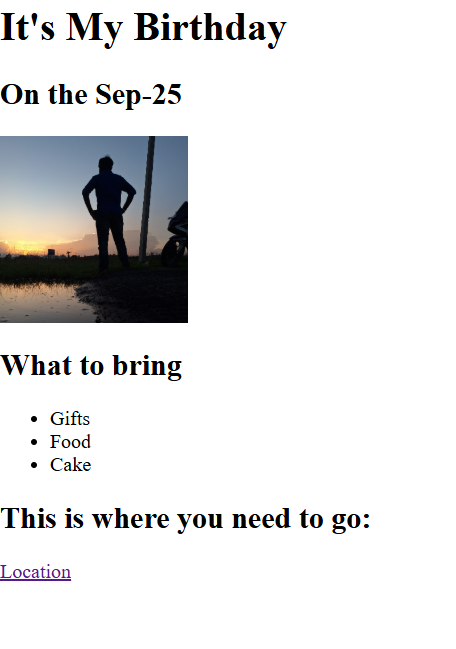 It's My Birthday
On the Sep-25
What to bring
• Gifts
• Food
• Cake
This is where you need to go:
Location